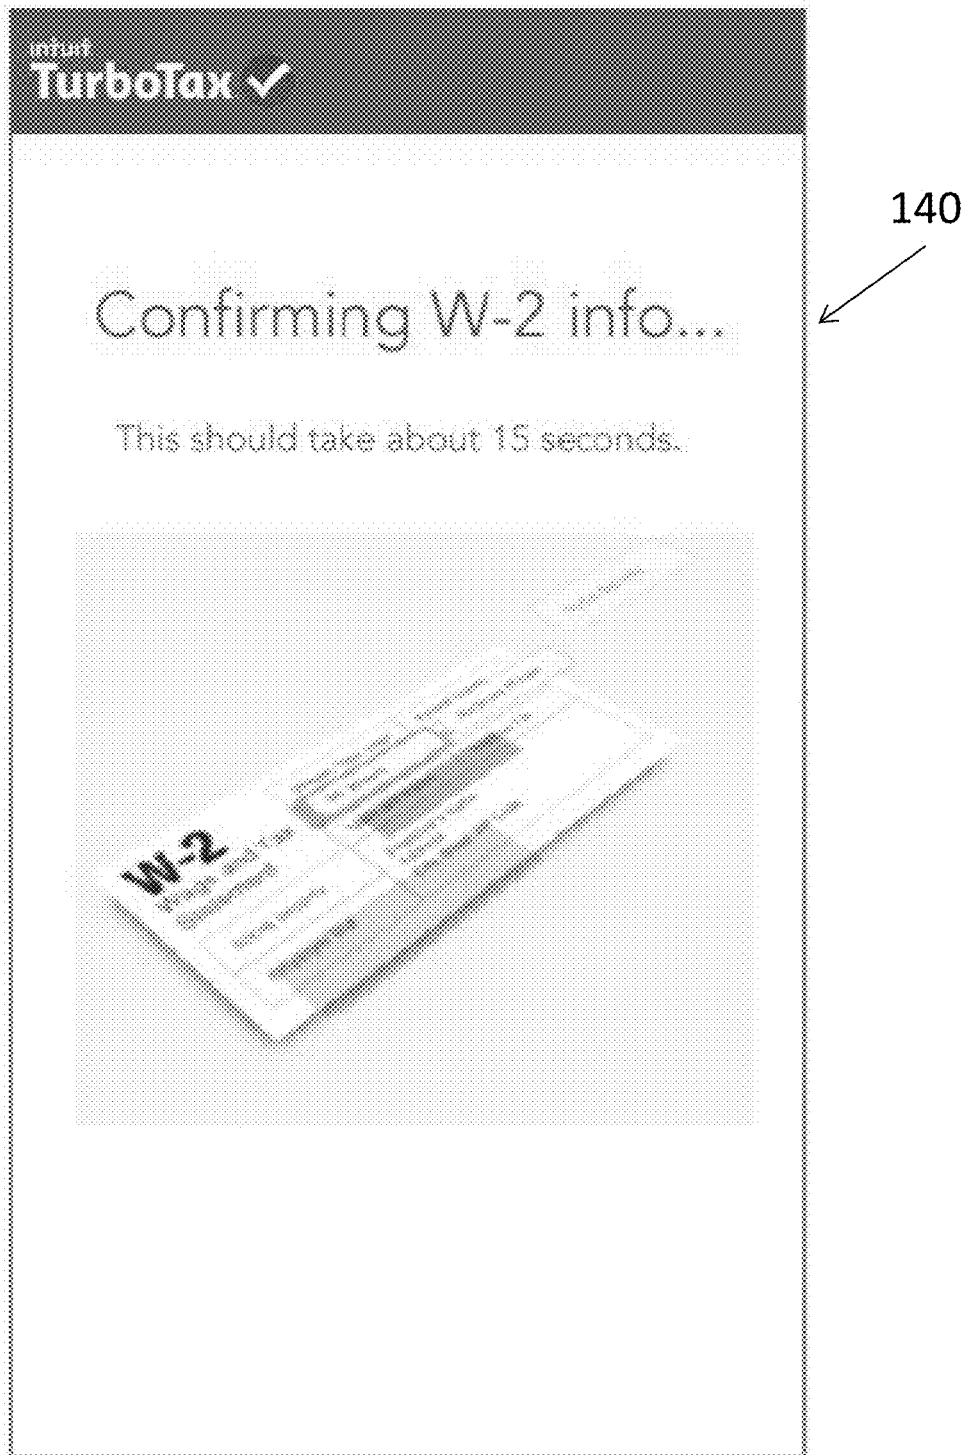 intuit
TurboTax
140
Confirming W-2 info...
This should take about 15 seconds.
W-2